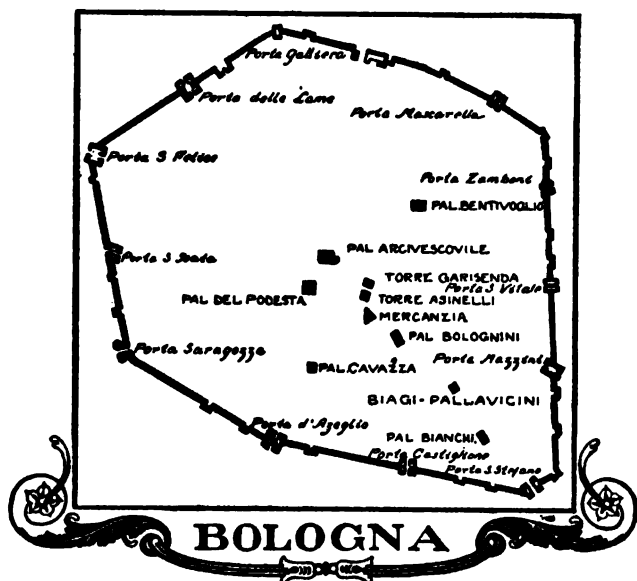 Porta Galliera
Porta delle Lame
Porta Mascarella
Porta S Felice
Porta Zamboni
PAL.BENTIVOGLIO
PAL ARCIVESCOVILE
Porta S Isaia
TORRE GARISENDA
Porta S Vitale
PAL DEL PODESTA
TORRE ASINELLI
MERCANZIA
PAL BOLOGNINI
Porta Saragozza
Porta Mazzini
PAL.CAVAZZA
BIAGI-PALLAVICINI
Porta d'Azeglio
PAL BIANCHI.
Porta Castiglione
Porta S.Stefano
BOLOGNA